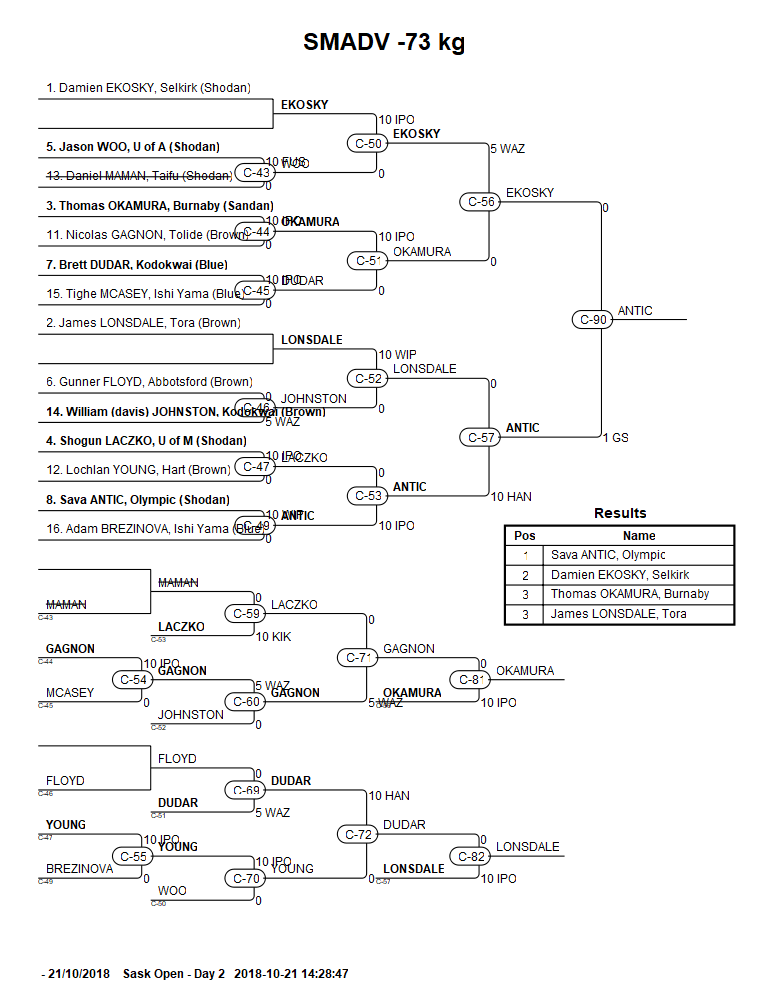 SMADV -73 kg
1. Damien EKOSKY, Selkirk (Shodan)
EKOSKY
10 IPO
C-50
EKOSKY
0
5. Jason WOO, U of A (Shodan)
10 FUS
WOO
C-43
13. Daniel MAMAN, Taifu (Shodan)
0
5 WAZ
C-56
EKOSKY
0
3. Thomas OKAMURA, Burnaby (Sandan)
10 IPO
OKAMURA
C-44
11. Nicolas GAGNON, Tolide (Brown)
0
10 IPO
C-51
OKAMURA
0
0
7. Brett DUDAR, Kodokwai (Blue)
10 IPO
DUDAR
C-45
15. Tighe MCASEY, Ishi Yama (Blue)
0
C-90
ANTIC
2. James LONSDALE, Tora (Brown)
LONSDALE
10 WIP
C-52
LONSDALE
0
6. Gunner FLOYD, Abbotsford (Brown)
0
JOHNSTON
C-46
14. William (davis) JOHNSTON, Kodokwai (Brown)
5 WAZ
0
C-57
ANTIC
1 GS
4. Shogun LACZKO, U of M (Shodan)
10 IPO
LACZKO
C-47
12. Lochlan YOUNG, Hart (Brown)
0
0
C-53
ANTIC
10 IPO
10 HAN
8. Sava ANTIC, Olympic (Shodan)
10 WIP
ANTIC
C-49
16. Adam BREZINOVA, Ishi Yama (Blue)
0
Results
Pos Name
1 Sava ANTIC, Olympic
2 Damien EKOSKY, Selkirk
3 Thomas OKAMURA, Burnaby
3 James LONSDALE, Tora
MAMAN
0
MAMAN
C-43
C-59
LACZKO
LACZKO
C-53
10 KIK
0
GAGNON
C-44
10 IPO
GAGNON
C-54
MCASEY
C-45
0
5 WAZ
C-60
GAGNON
JOHNSTON
C-52
0
C-71
GAGNON
5 WAZ
0
C-81
OKAMURA
OKAMURA
10 IPO
FLOYD
0
FLOYD
C-46
C-69
DUDAR
DUDAR
C-51
5 WAZ
10 HAN
YOUNG
C-47
10 IPO
YOUNG
C-55
BREZINOVA
C-49
0
10 IPO
C-70
YOUNG
WOO
C-50
0
C-72
DUDAR
0
0
C-82
LONSDALE
LONSDALE
C-57
10 IPO
- 21/10/2018 Sask Open - Day 2 2018-10-21 14:28:47